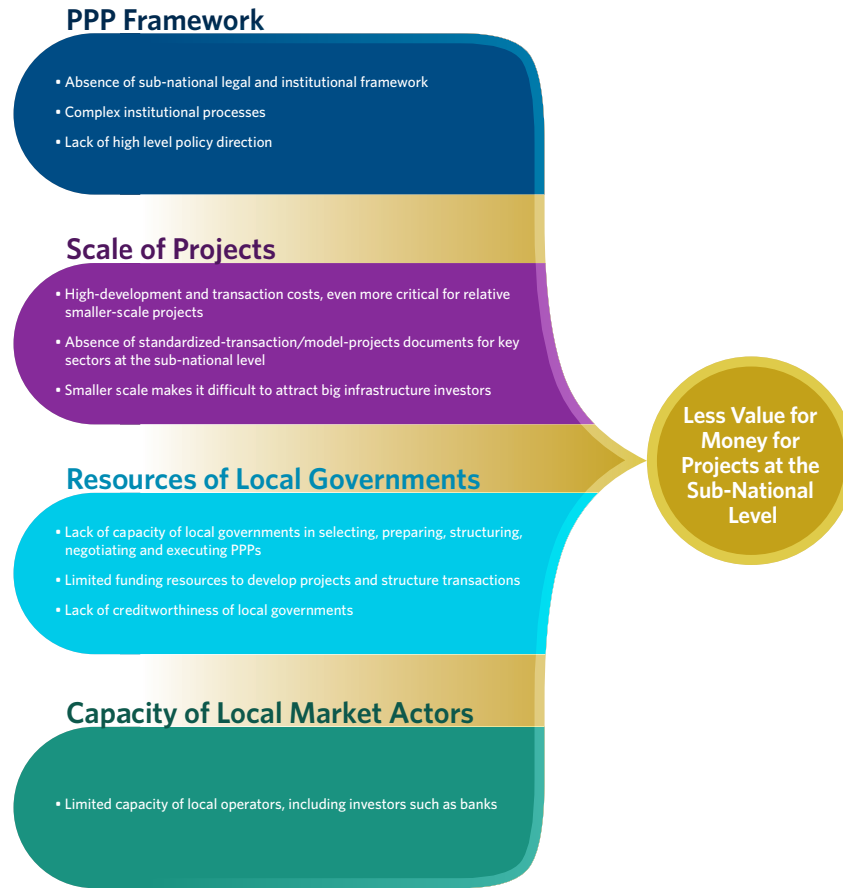 PPP Framework
▪ Absence of sub-national legal and institutional framework
▪ Complex institutional processes
▪ Lack of high level policy direction
Scale of Projects
▪ High-development and transaction costs, even more critical for relative
smaller-scale projects
▪ Absence of standardized-transaction/model-projects documents for key
sectors at the sub-national level
▪ Smaller scale makes it difficult to attract big infrastructure investors
Resources of Local Governments
▪ Lack of capacity of local governments in selecting, preparing, structuring,
negotiating and executing PPPs
▪ Limited funding resources to develop projects and structure transactions
▪ Lack of creditworthiness of local governments
Capacity of Local Market Actors
▪ Limited capacity of local operators, including investors such as banks
Less Value for
Money for
Projects at the
Sub-National
Level